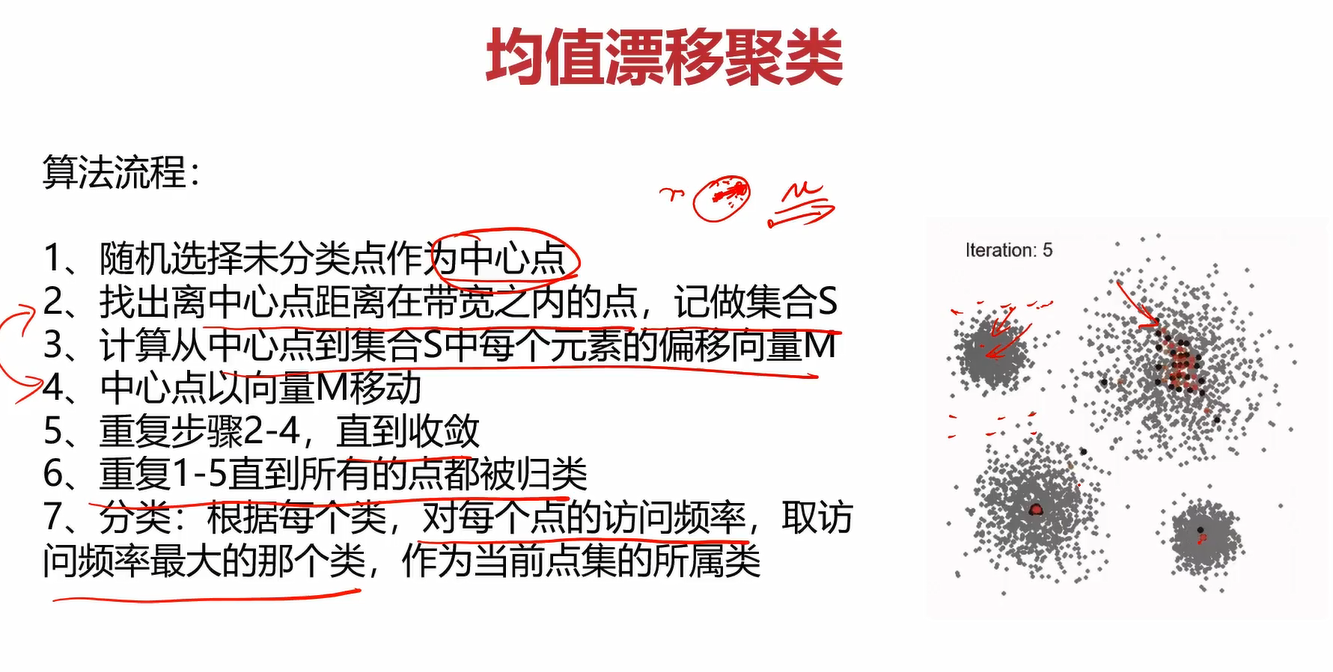 均值漂移聚类
算法流程：
1、随机选择未分类点作为中心点
2、找出离中心点距离在带宽之内的点，记做集合S
3、计算从中心点到集合S中每个元素的偏移向量M
4、中心点以向量M移动
5、重复步骤2-4，直到收敛
6、重复1-5直到所有的点都被归类
7、分类：根据每个类，对每个点的访问频率，取访
问频率最大的那个类，作为当前点集的所属类
Iteration: 5